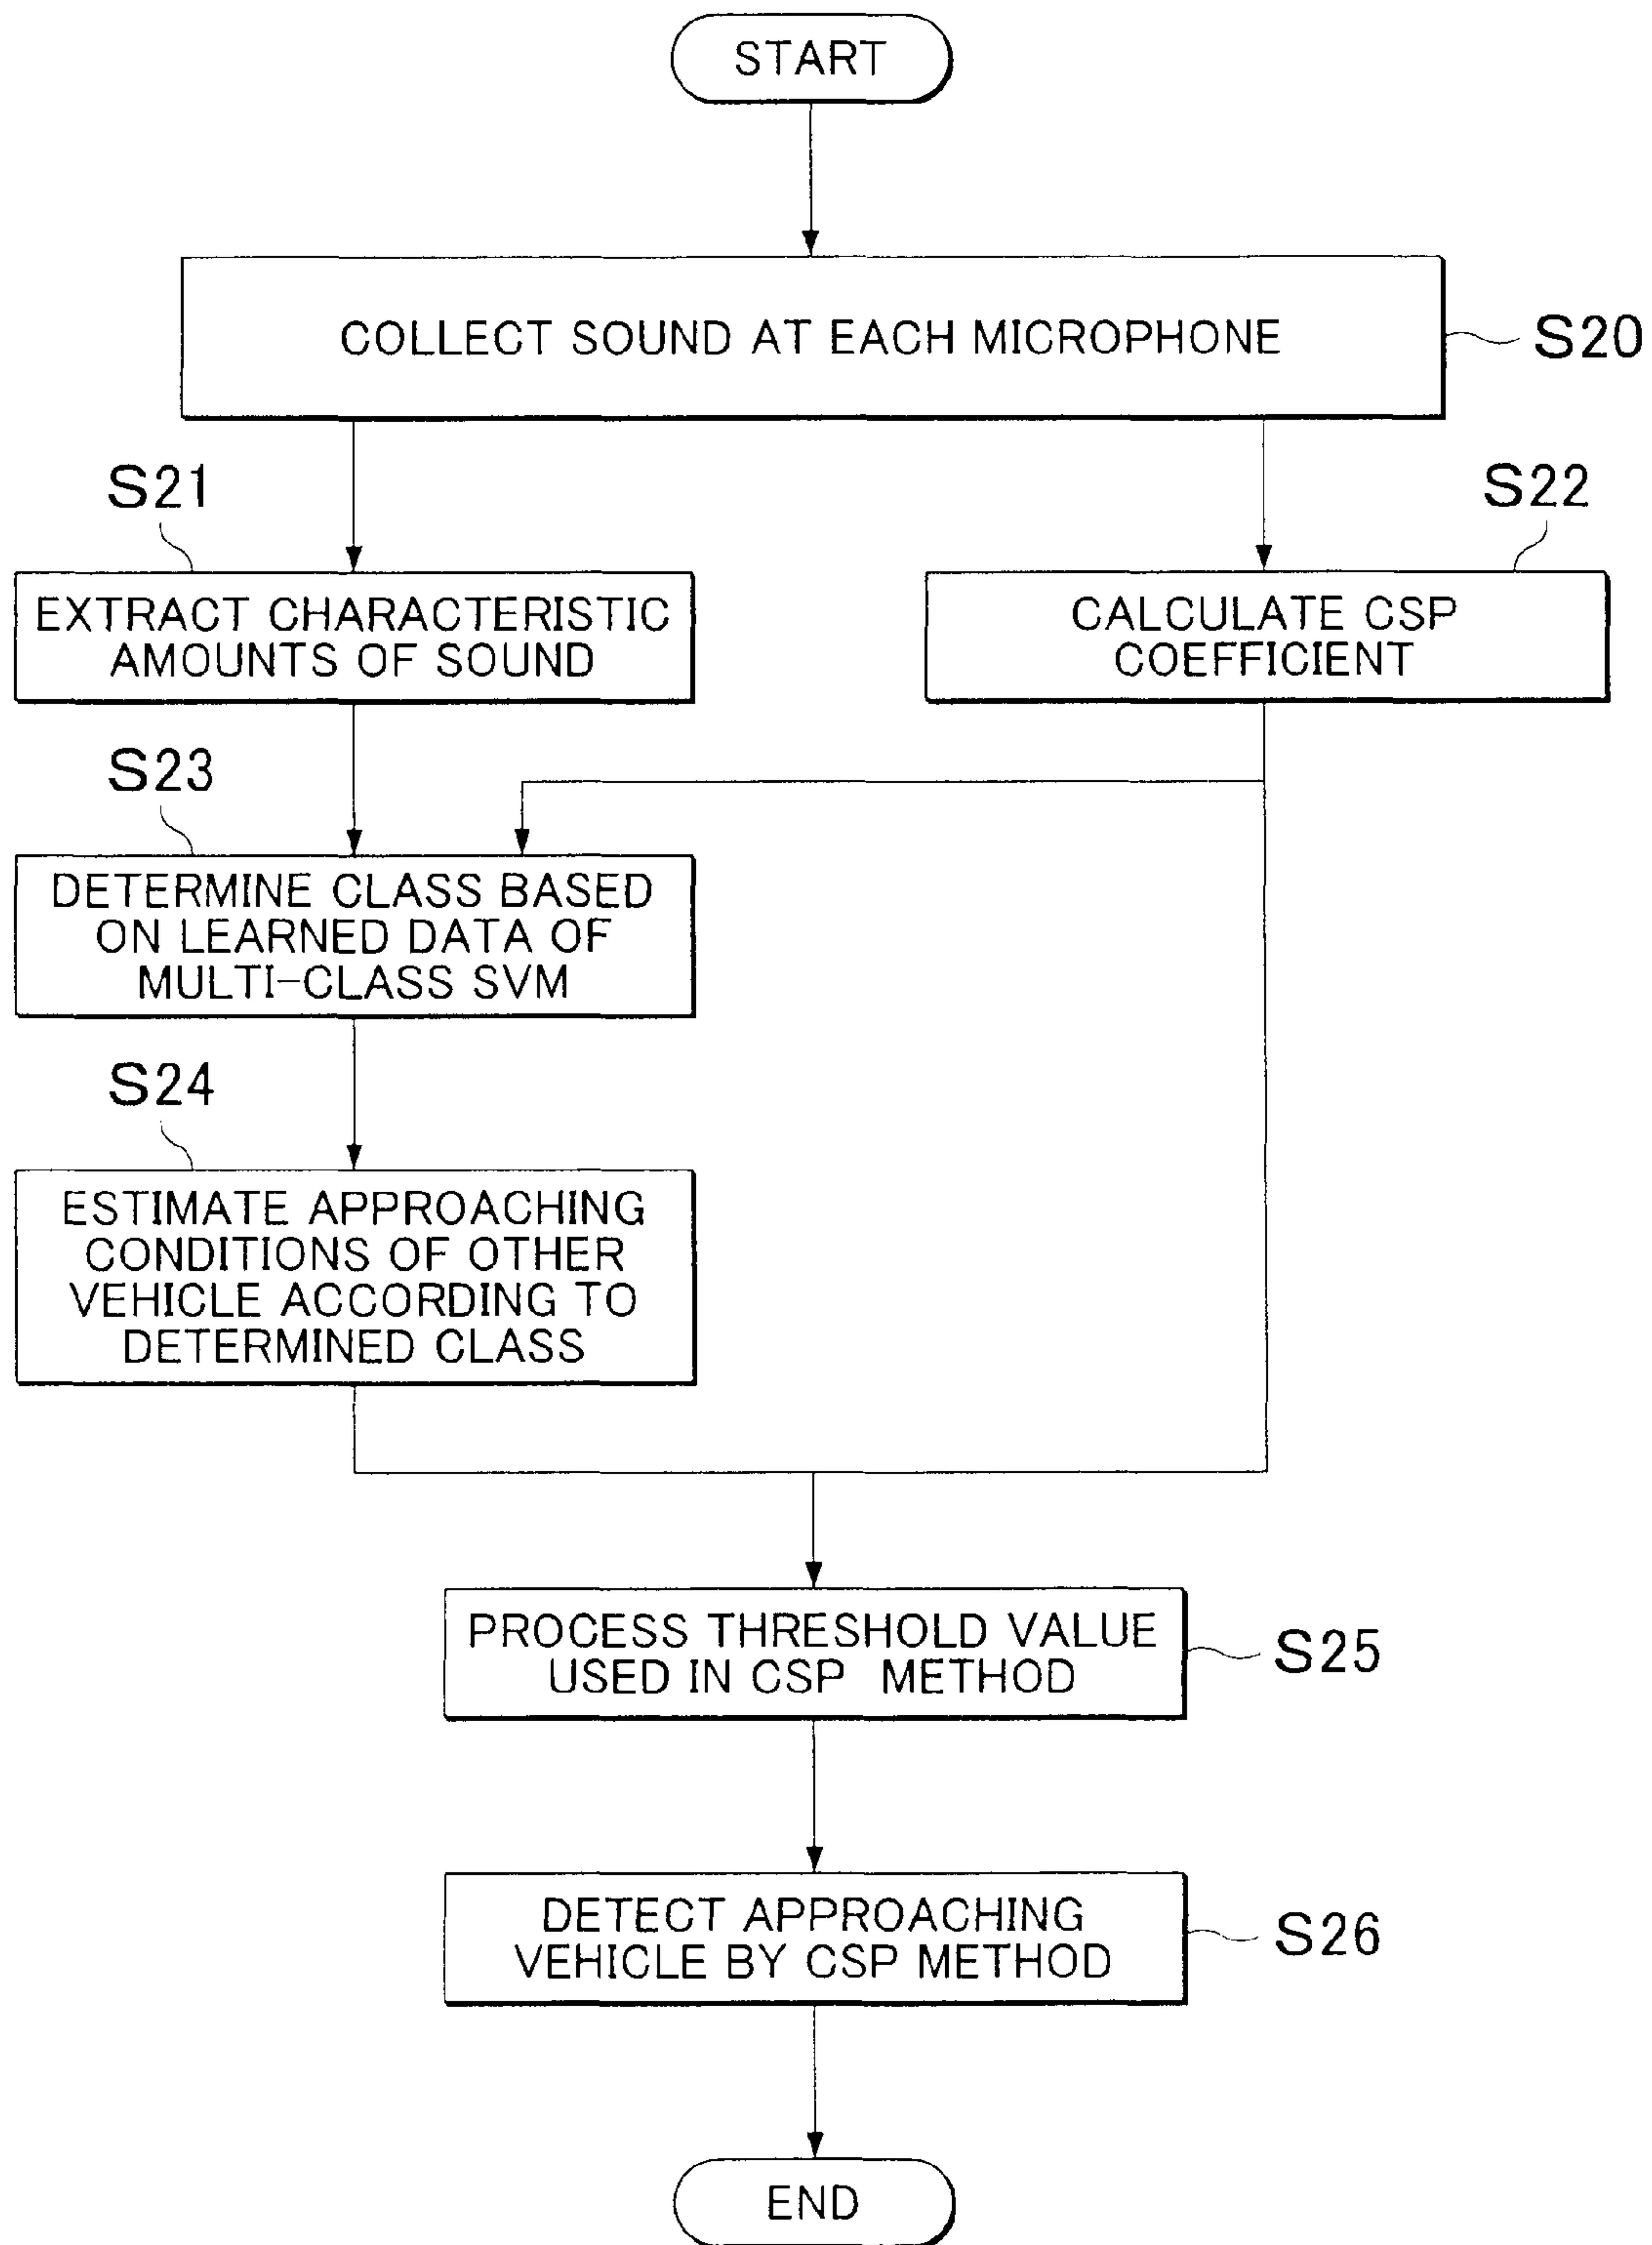 START
COLLECT SOUND AT EACH MICROPHONE
S20
S21
S22
EXTRACT CHARACTERISTIC
AMOUNTS OF SOUND
CALCULATE CSP
COEFFICIENT
S23
DETERMINE CLASS BASED
ON LEARNED DATA OF
MULTI-CLASS SVM
S24
ESTIMATE APPROACHING
CONDITIONS OF OTHER
VEHICLE ACCORDING TO
DETERMINED CLASS
PROCESS THRESHOLD VALUE
USED IN CSP METHOD
S25
DETECT APPROACHING
VEHICLE BY CSP METHOD
S26
END